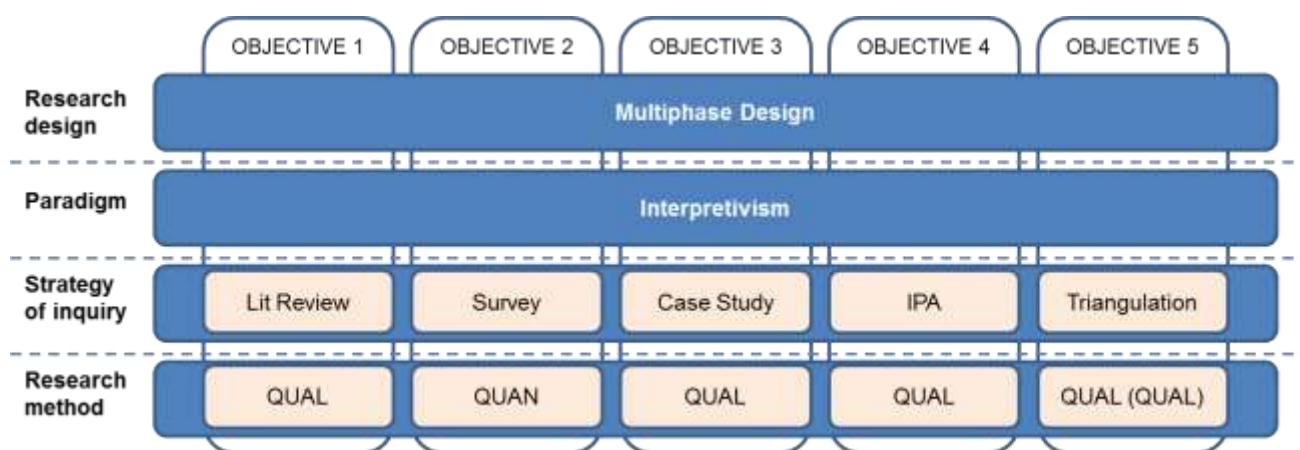 OBJECTIVE 1 OBJECTIVE 2 OBJECTIVE 3 OBJECTIVE 4 OBJECTIVE 5
Research
design
Multiphase Design
Paradigm
Interpretivism
Strategy
of inquiry
Lit Review Survey Case Study IPA Triangulation
Research
method
QUAL QUAN QUAL QUAL QUAL (QUAL)